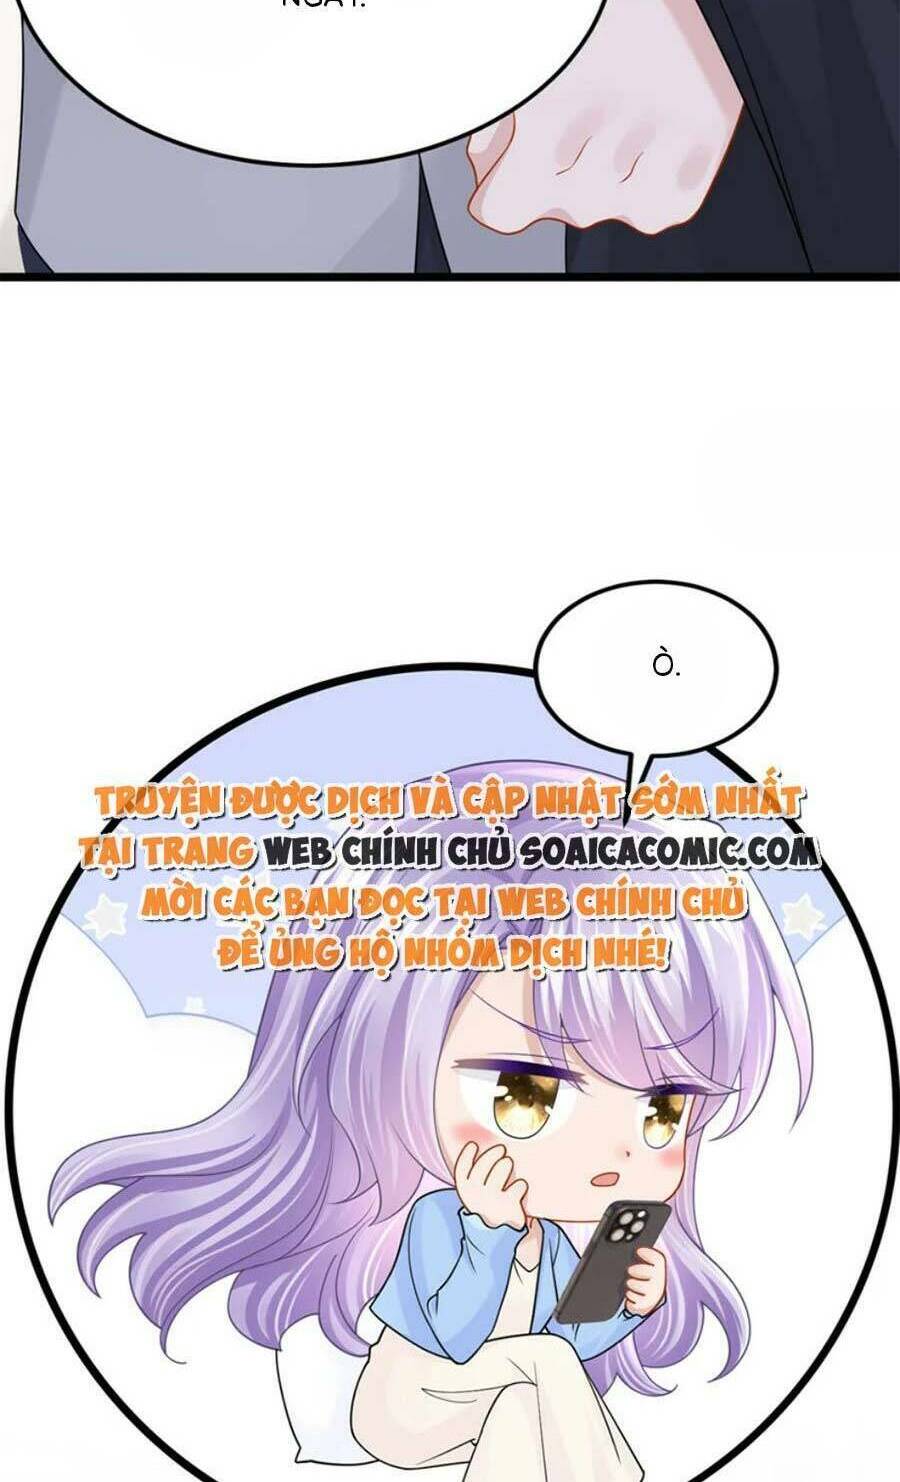 Ò.
TRUYỆN ĐƯỢC DỊCH VÀ CẬP NHẬT SỚM NHẤT
TẠI TRANG WEB CHÍNH CHỦ SOAICACOMIC.COM
MỜI CÁC BẠN ĐỌC TẠI WEB CHÍNH CHỦ
ĐỂ ỦNG HỘ NHÓM DỊCH NHÉ!